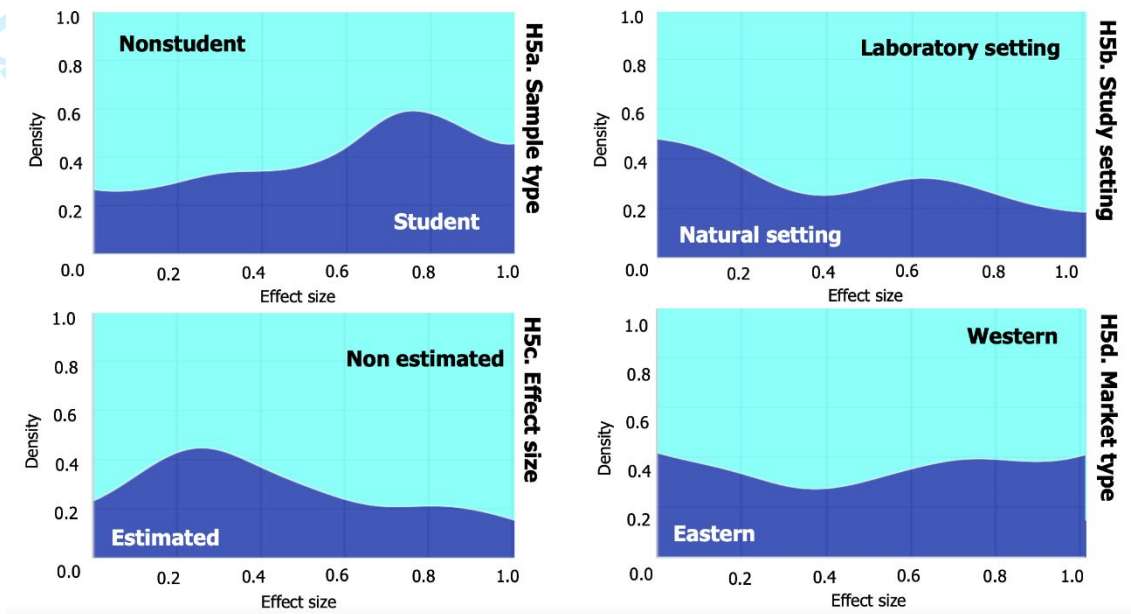 1.0
Nonstudent
0.8
0.6
Density
0.4
0.2
Student
0.0
0.2
0.4
0.6
0.8
1.0
Effect size
H5a. Sample type
1.0
Laboratory setting
0.8
0.6
Density
0.4
0.2
Natural setting
0.0
0.2
0.4
0.6
0.8
1.0
Effect size
H5b. Study setting
1.0
Non estimated
0.8
0.6
Density
0.4
0.2
Estimated
0.0
0.2
0.4
0.6
0.8
1.0
Effect size
H5c. Effect size
1.0
Western
0.8
0.6
Density
0.4
0.2
Eastern
0.0
0.2
0.4
0.6
0.8
1.0
Effect size
H5d. Market type